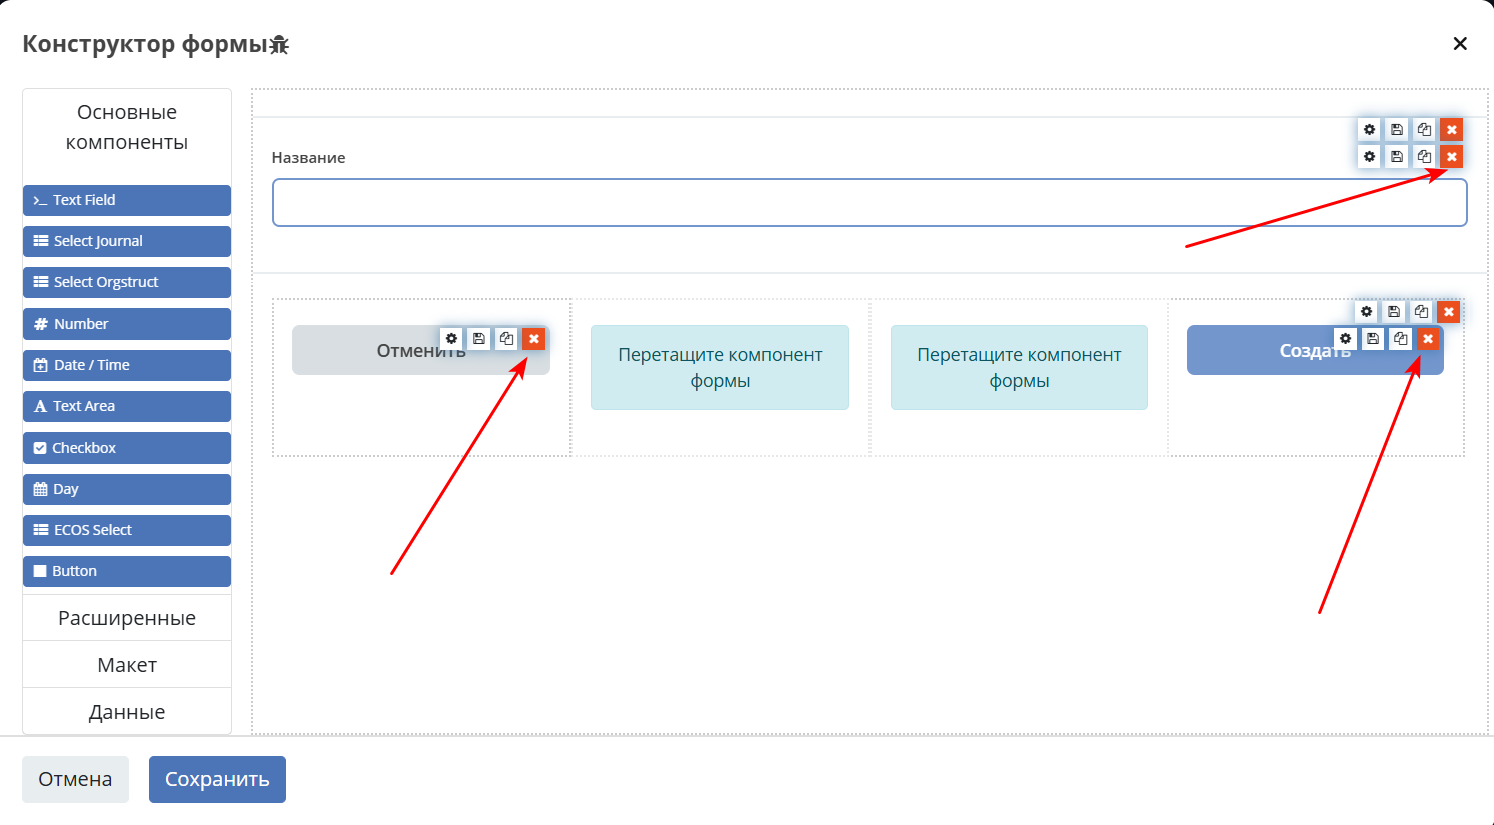 Конструктор формы
Основные
компоненты
Text Field
Select Journal
Select Orgstruct
Number
Date / Time
Text Area
Checkbox
Day
ECOS Select
Button
Расширенные
Макет
Данные
Название
Отменить
Перетащите компонент
формы
Перетащите компонент
формы
Создать
Отмена
Сохранить